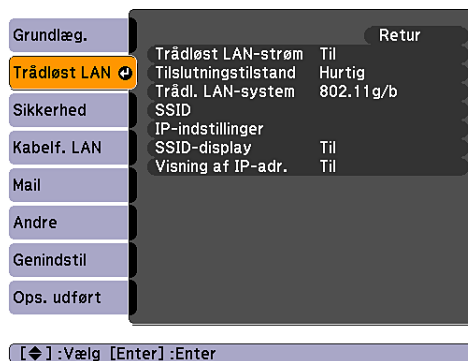 Grundlæg.
Trådløst LAN
Sikkerhed
Kabelf. LAN
Mail
Andre
Genindstil
Ops. udført
Retur
Trådløst LAN-strøm Til
Tilslutningstilstand Hurtig
Trådl. LAN-system 802.11g/b
SSID
IP-indstillinger
SSID-display Til
Visning af IP-adr. Til
[◆] :Vælg [Enter] :Enter